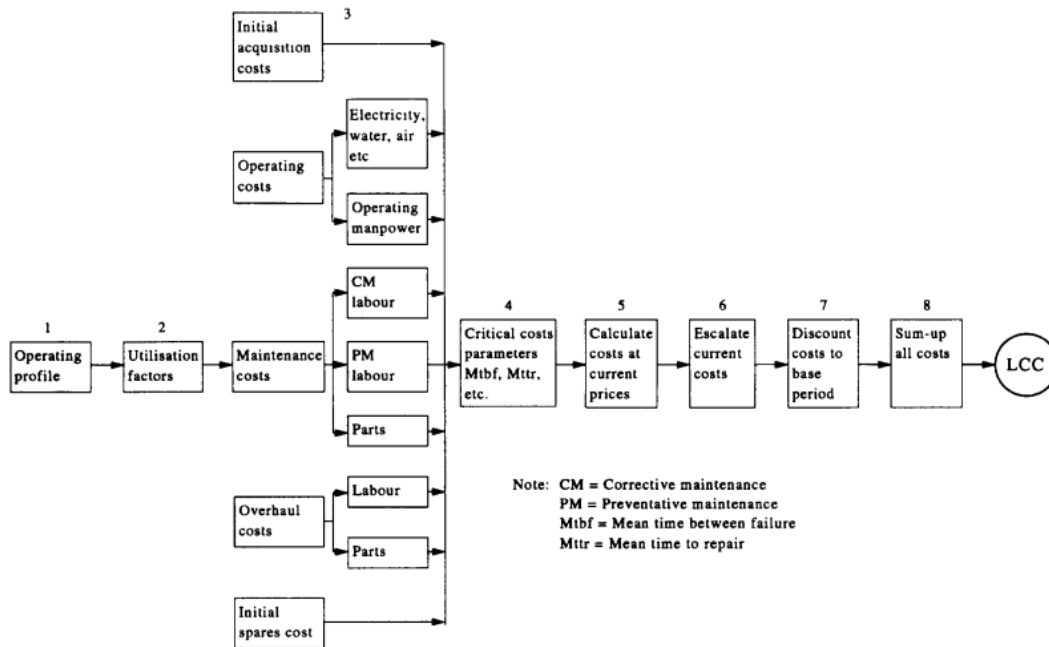 3
Initial
acquisition
costs
Electricity,
water, air
etc
Operating
costs
Operating
manpower
CM
labour
1
Operating
profile
2
Utilisation
factors
Maintenance
costs
PM
labour
Parts
4
Critical costs
parameters
Mtbf, Mttr,
etc.
5
Calculate
costs at
current
prices
6
Escalate
current
costs
7
Discount
costs to
base
period
8
Sum-up
all costs
LCC
Overhaul
costs
Labour
Parts
Initial
spares cost
Note: CM = Corrective maintenance
PM = Preventative maintenance
Mtbf = Mean time between failure
Mttr = Mean time to repair